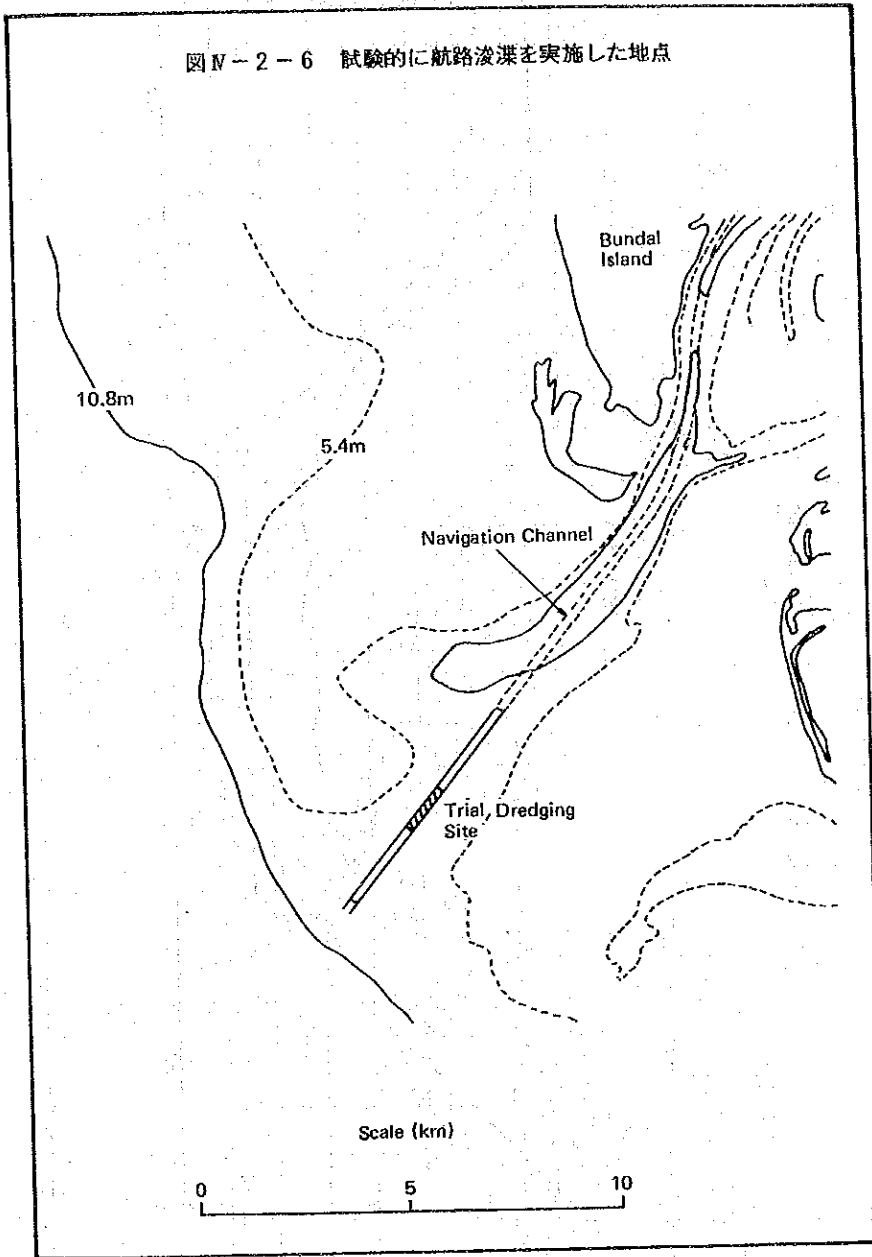 図Ⅳ-2-6 試験的に航路浚渫を実施した地点
Bundal
Island
10.8m
5.4m
Navigation Channel
Trial, Dredging
Site
Scale (km)
0 5 10